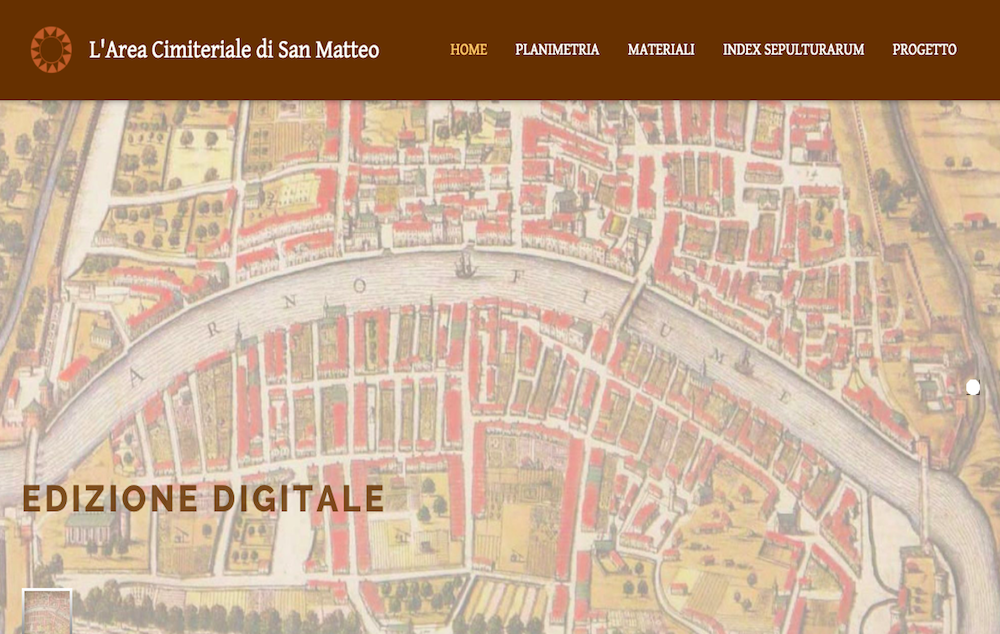 L'Area Cimiteriale di San Matteo
HOME PLANIMETRIA MATERIALI INDEX SEPULTURARUM PROGETTO
ARNO FIUME
EDIZIONE DIGITALE